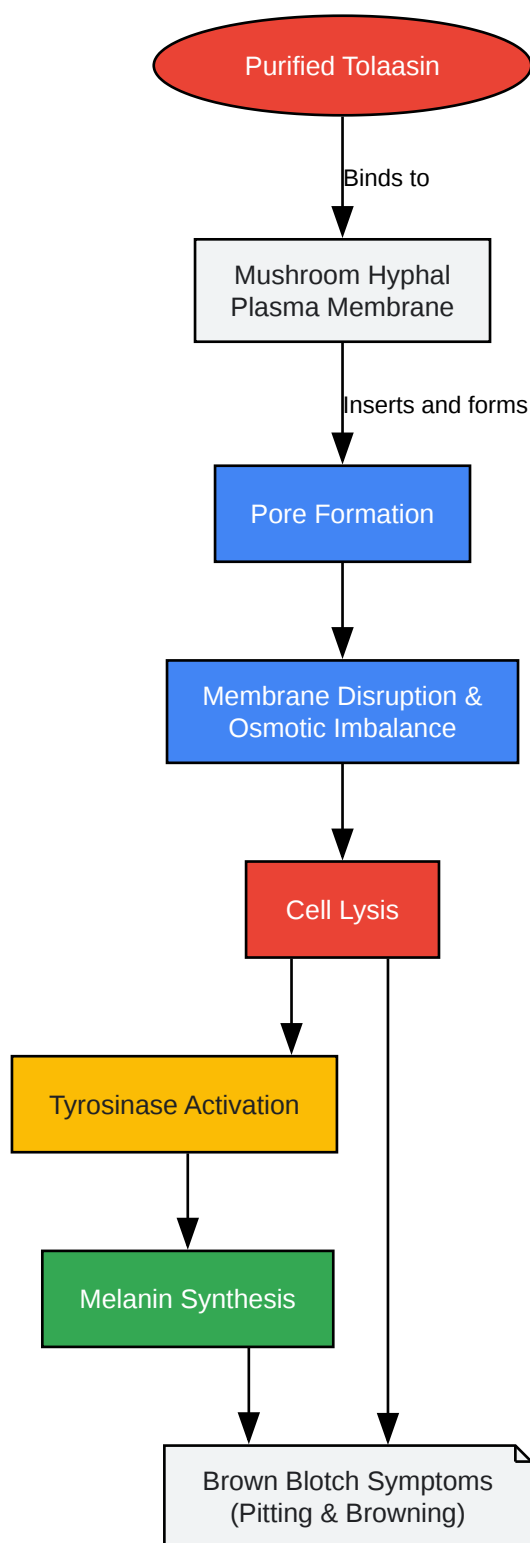 Purified Tolaasin
Binds to
Mushroom Hyphal
Plasma Membrane
Inserts and forms
Pore Formation
Membrane Disruption &
Osmotic Imbalance
Cell Lysis
Tyrosinase Activation
Melanin Synthesis
Brown Blotch Symptoms
(Pitting & Browning)